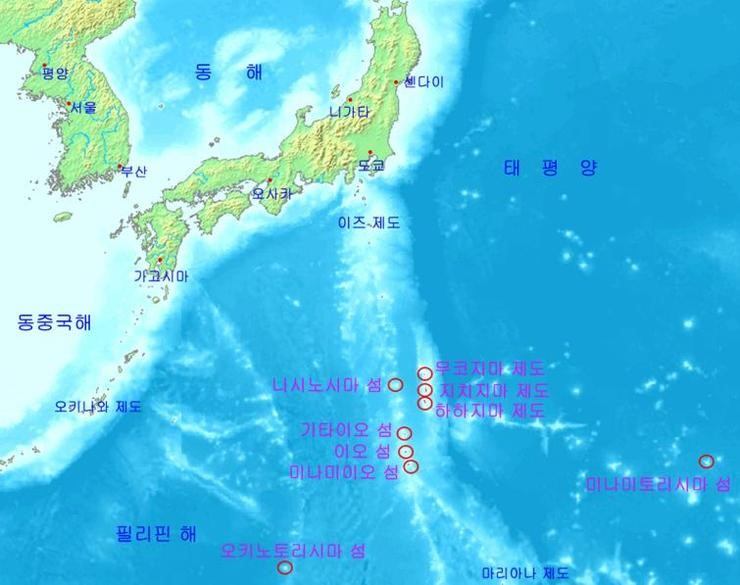 동 해
평양
센다이
서울
니가타
도쿄
부산
태 평 양
오사카
이즈 제도
가고시마
동중국해
무코지마 제도
니시노시마 섬
지치지마 제도
하하지마 제도
오키나와 제도
기타이오 섬
이오 섬
미나미이오 섬
미나미토리시마 섬
필리핀 해
오키노토리시마 섬
마리아나 제도